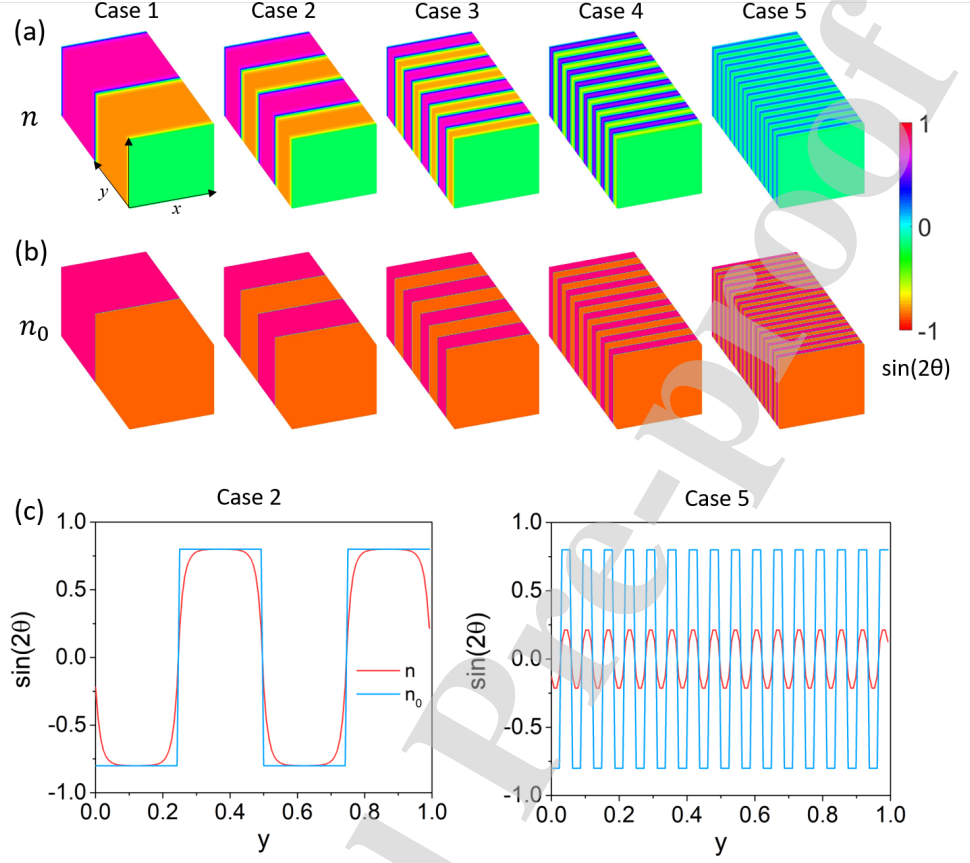 Case 1 Case 2 Case 3 Case 4 Case 5
(a)
n
y
x
1
0
-1
sin(2θ)
(b)
n₀
(c)
Case 2
1.0
0.5
0.0
-0.5
-1.0
sin(2θ)
n
n₀
0.0 0.2 0.4 0.6 0.8 1.0
y
Case 5
1.0
0.5
0.0
-0.5
-1.0
sin(2θ)
0.0 0.2 0.4 0.6 0.8 1.0
y
l Pre-proof